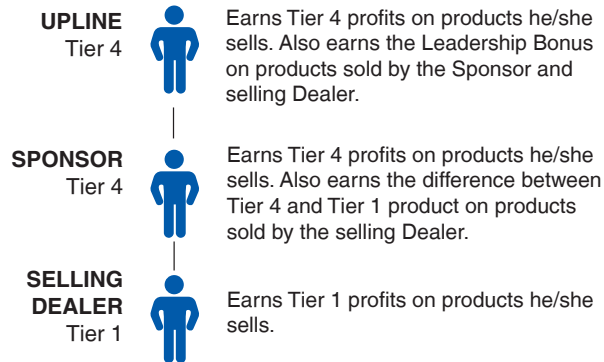 UPLINE
Tier 4
Earns Tier 4 profits on products he/she
sells. Also earns the Leadership Bonus
on products sold by the Sponsor and
selling Dealer.
SPONSOR
Tier 4
Earns Tier 4 profits on products he/she
sells. Also earns the difference between
Tier 4 and Tier 1 product on products
sold by the selling Dealer.
SELLING
DEALER
Tier 1
Earns Tier 1 profits on products he/she
sells.